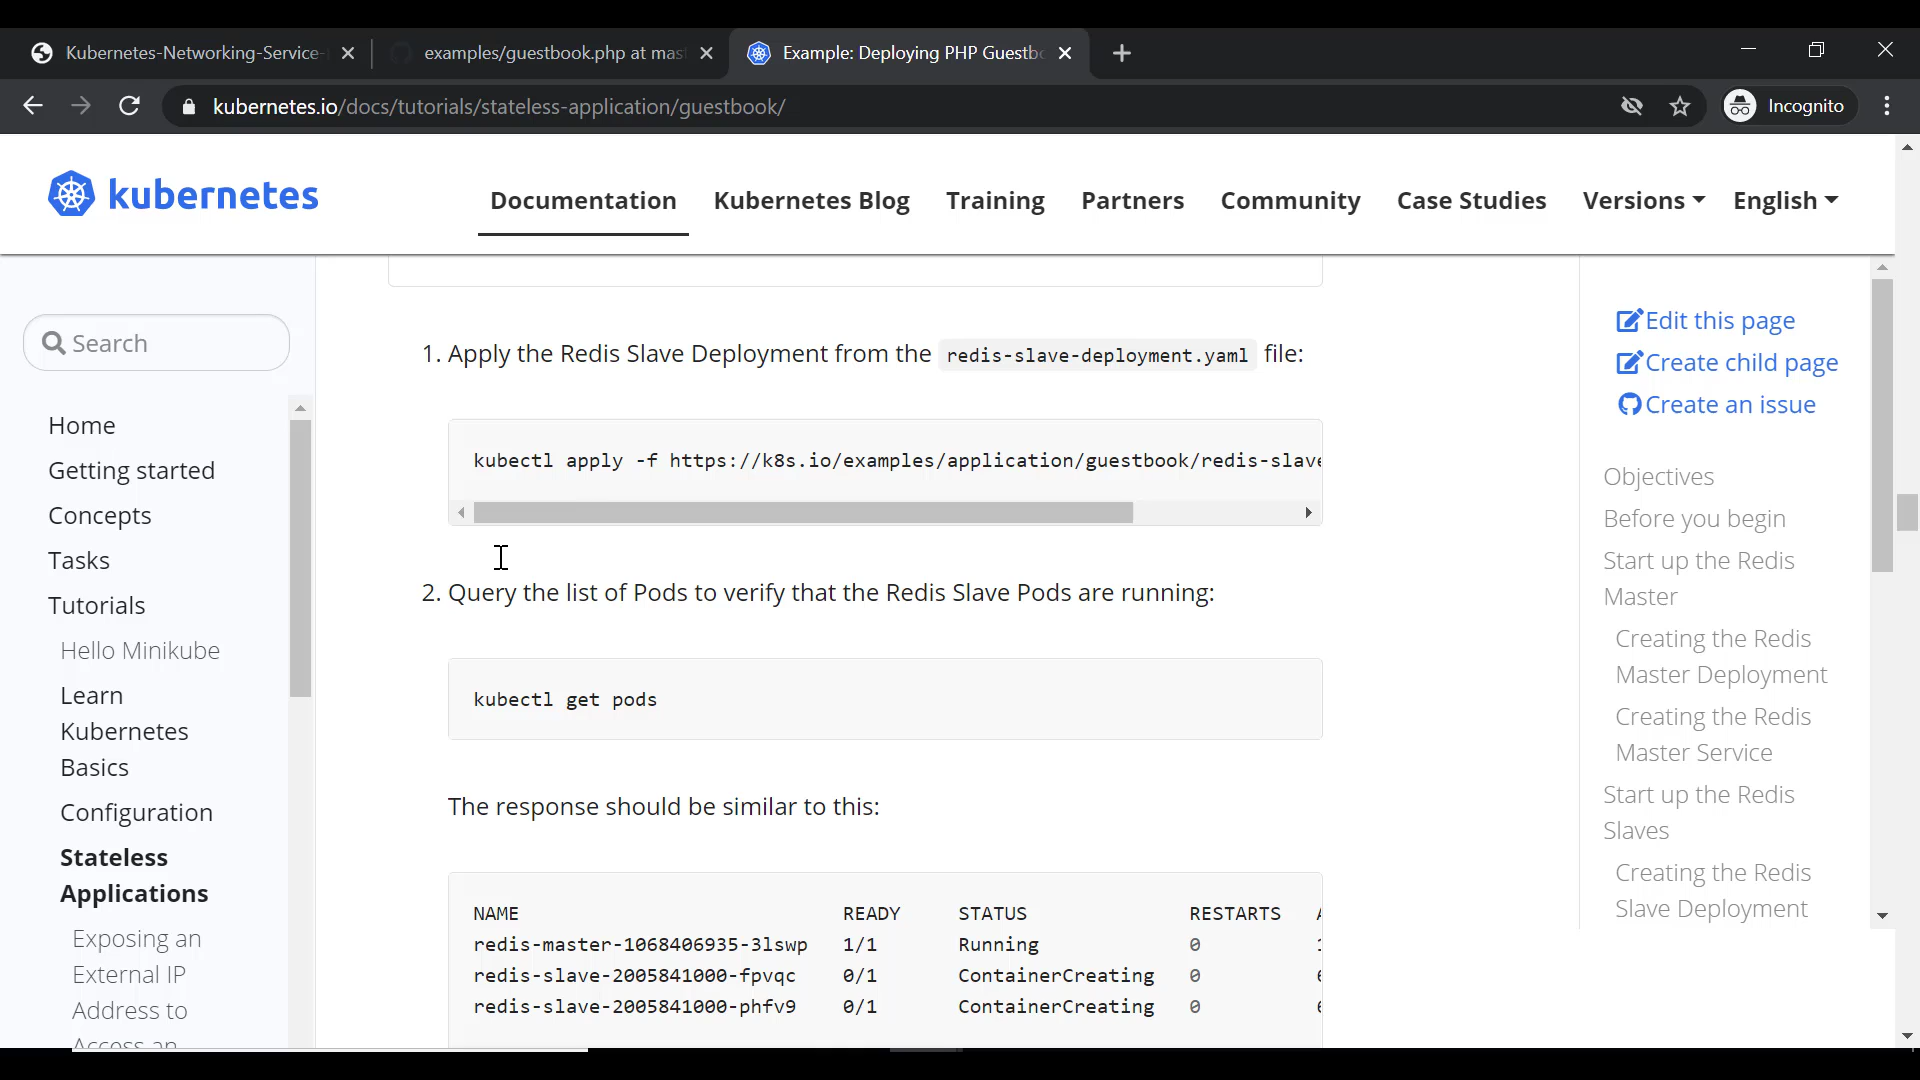 Kubernetes-Networking-Service-
examples/guestbook.php at mas
Example: Deploying PHP Guestb
kubernetes.io/docs/tutorials/stateless-application/guestbook/
Incognito
kubernetes
Documentation
Kubernetes Blog
Training
Partners
Community
Case Studies
Versions
English
Search
Home
Getting started
Concepts
Tasks
Tutorials
Hello Minikube
Learn
Kubernetes
Basics
Configuration
Stateless
Applications
Exposing an
External IP
Address to
Access an
1. Apply the Redis Slave Deployment from the redis-slave-deployment.yaml file:
kubectl apply -f https://k8s.io/examples/application/guestbook/redis-slave
2. Query the list of Pods to verify that the Redis Slave Pods are running:
kubectl get pods
The response should be similar to this:
NAME READY STATUS RESTARTS
redis-master-1068406935-3lswp 1/1 Running 0
redis-slave-2005841000-fpvqc 0/1 ContainerCreating 0
redis-slave-2005841000-phfv9 0/1 ContainerCreating 0
Edit this page
Create child page
Create an issue
Objectives
Before you begin
Start up the Redis
Master
Creating the Redis
Master Deployment
Creating the Redis
Master Service
Start up the Redis
Slaves
Creating the Redis
Slave Deployment